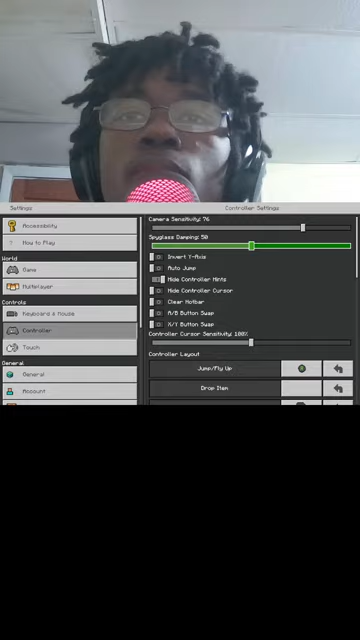 Settings
Controller Settings
Accessibility
? How to Play
World
Game
Multiplayer
Controls
Keyboard & Mouse
Controller
Touch
General
General
Account
Camera Sensitivity: 76
Spyglass Damping: 50
Invert Y-Axis
Auto Jump
Hide Controller Hints
Hide Controller Cursor
Clear Hotbar
A/B Button Swap
X/Y Button Swap
Controller Cursor Sensitivity: 100%
Controller Layout
Jump/Fly Up
Drop Item